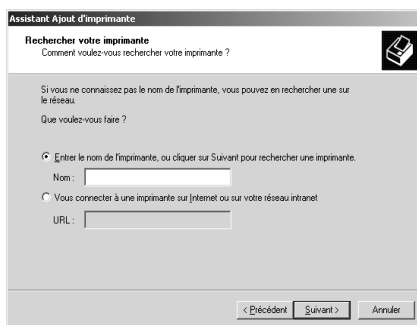 Assistant Ajout d'imprimante
Rechercher votre imprimante
Comment voulez-vous rechercher votre imprimante ?
Si vous ne connaissez pas le nom de l'imprimante, vous pouvez en rechercher une sur
le réseau.
Que voulez-vous faire ?
Entrer le nom de l'imprimante, ou cliquer sur Suivant pour rechercher une imprimante.
Nom :
Vous connecter à une imprimante sur Internet ou sur votre réseau intranet
URL :
< Précédent Suivant > Annuler